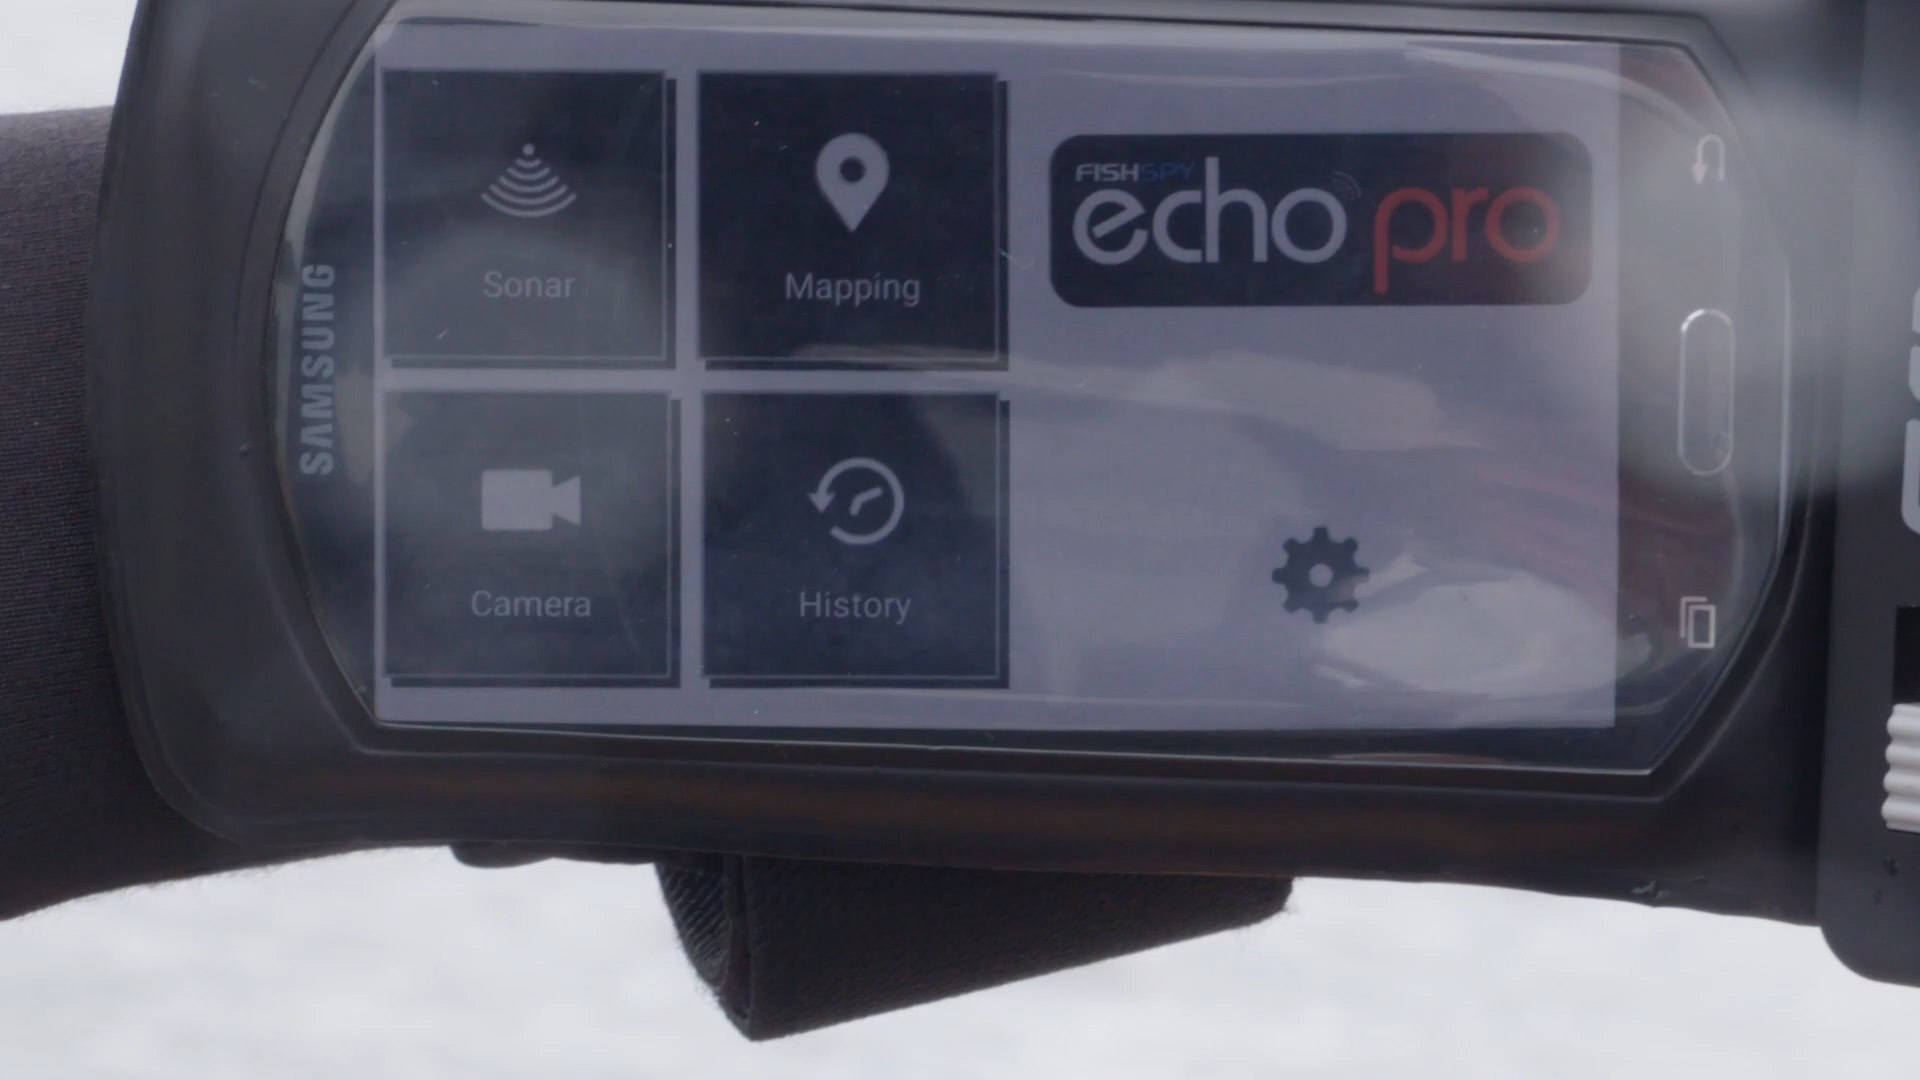 SAMSUNG
Sonar
Mapping
FISHSPY
echo pro
Camera
History